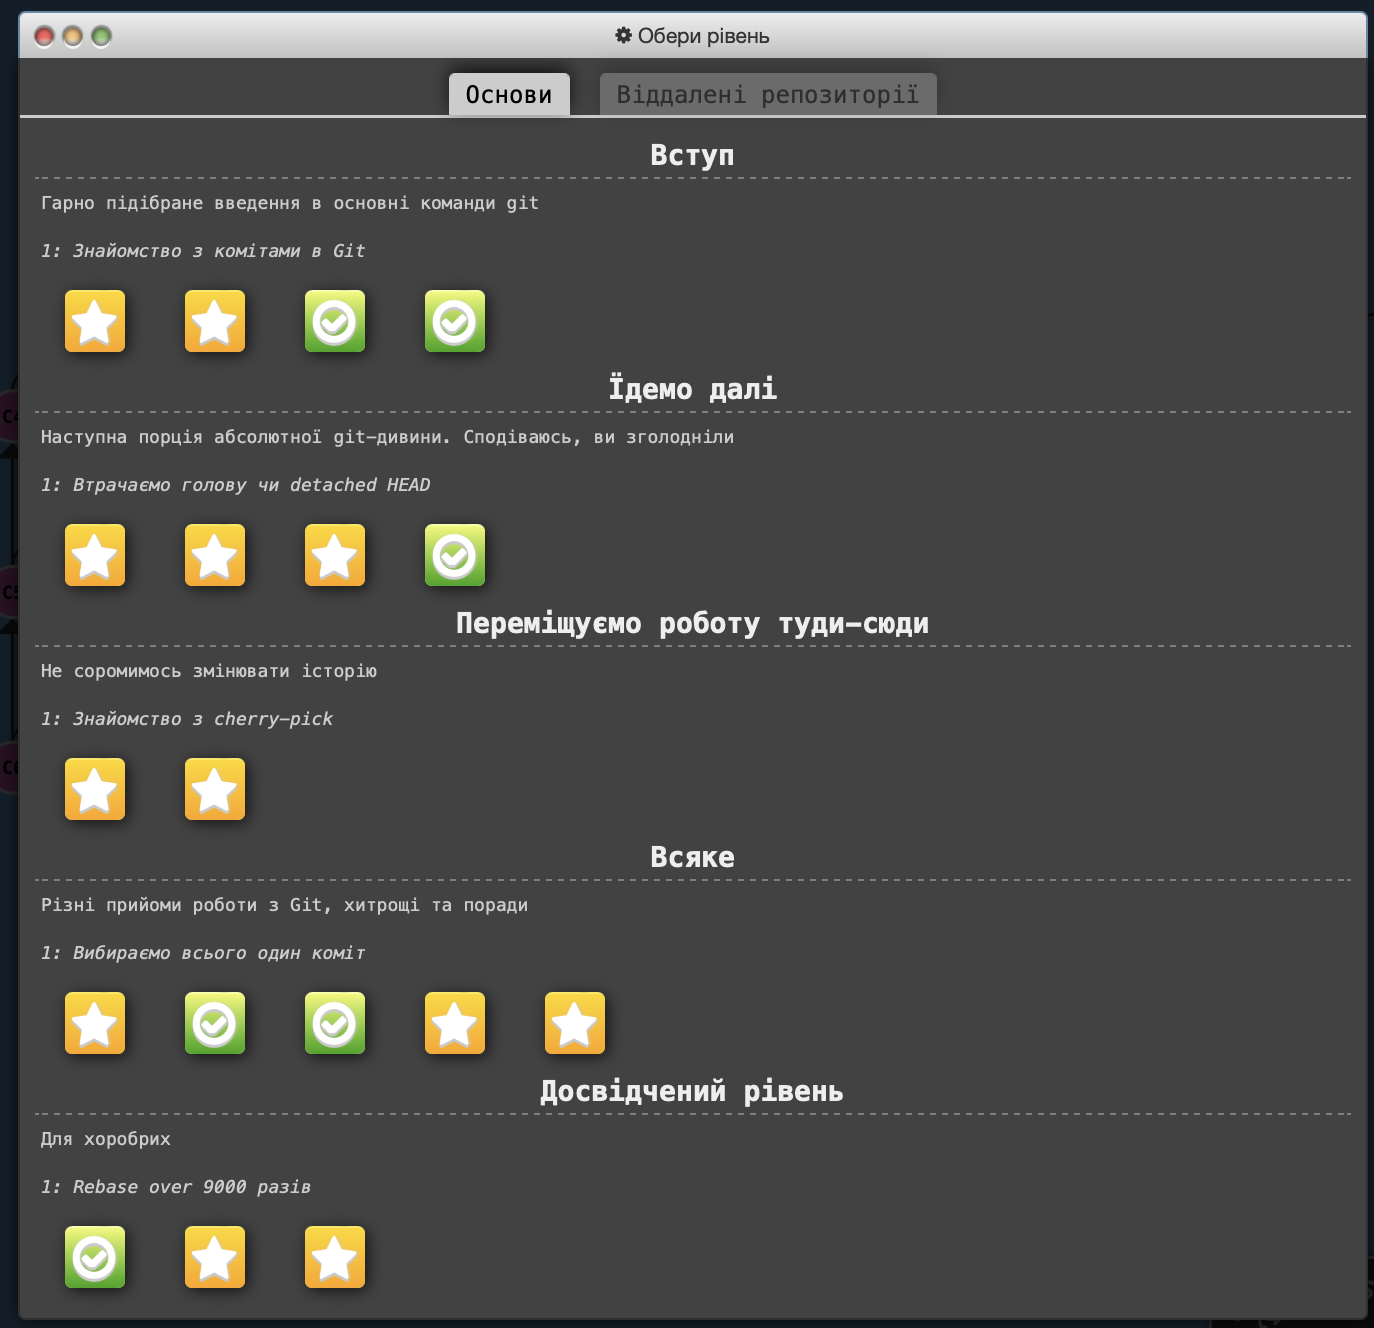 Обери рівень
Основи
Віддалені репозиторії
Вступ
Гарно підібране введення в основні команди git
1: Знайомство з комітами в Git
Їдемо далі
Наступна порція абсолютної git-дивини. Сподіваюсь, ви зголодніли
1: Втрачаємо голову чи detached HEAD
Переміщуємо роботу туди-сюди
Не соромимось змінювати історію
1: Знайомство з cherry-pick
Всяке
Різні прийоми роботи з Git, хитрощі та поради
1: Вибираємо всього один коміт
Досвідчений рівень
Для хоробрих
1: Rebase over 9000 разів